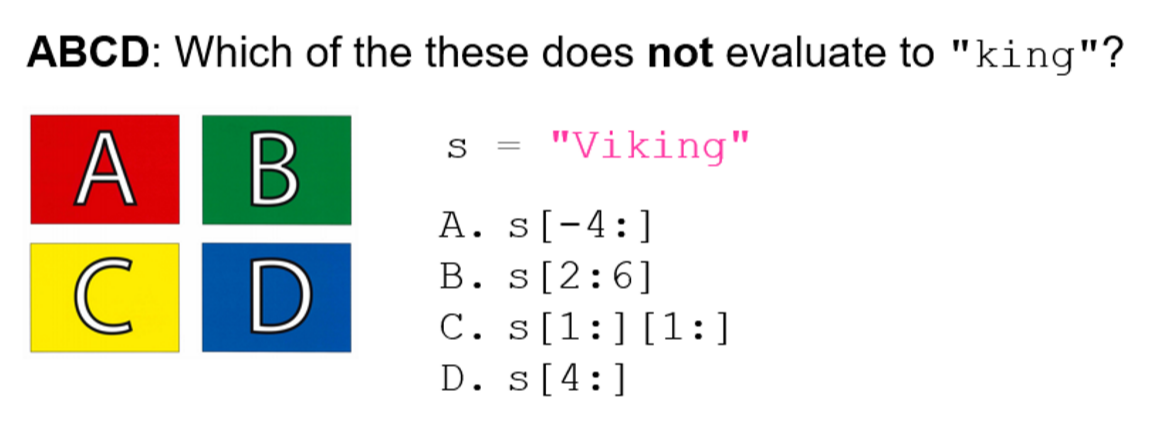 ABCD: Which of the these does not evaluate to "king"?
A B
s = "Viking"
A. s[-4:]
B. s[2:6]
C D
C. s[1:][1:]
D. s[4:]